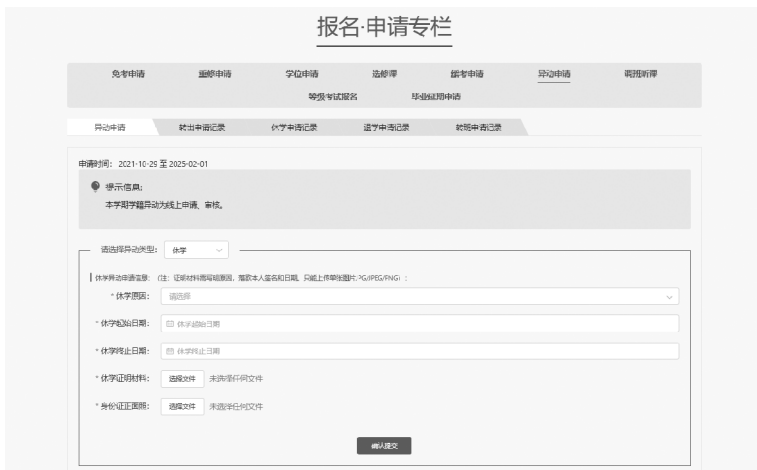 报名·申请专栏
免考申请 重修申请 学位申请 选修课 缓考申请 异动申请 调班听课
等级考试报名 毕业延期申请
异动申请 转出申请记录 休学申请记录 退学申请记录 转班申请记录
申请时间： 2021-10-29 至 2025-02-01
提示信息:
本学期学籍异动为线上申请、审核。
请选择异动类型： 休学
休学异动申请信息：（注：证明材料需写明原因，落款本人签名和日期，只能上传单张图片JPG/JPEG/PNG）：
* 休学原因： 请选择
* 休学起始日期： 休学起始日期
* 休学终止日期： 休学终止日期
* 休学证明材料： 选择文件 未选择任何文件
* 身份证正面照： 选择文件 未选择任何文件
确认提交